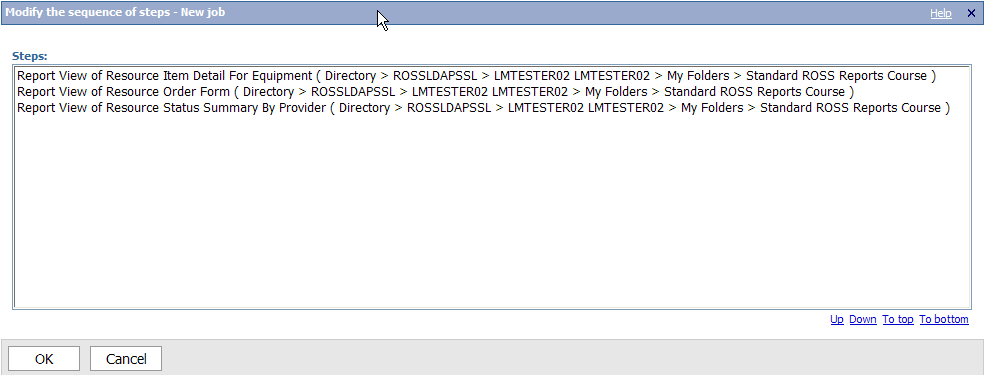 Modify the sequence of steps - New job Help
Steps:
Report View of Resource Item Detail For Equipment ( Directory > ROSSLDAPSSL > LMTESTER02 LMTESTER02 > My Folders > Standard ROSS Reports Course )
Report View of Resource Order Form ( Directory > ROSSLDAPSSL > LMTESTER02 LMTESTER02 > My Folders > Standard ROSS Reports Course )
Report View of Resource Status Summary By Provider ( Directory > ROSSLDAPSSL > LMTESTER02 LMTESTER02 > My Folders > Standard ROSS Reports Course )
Up Down To top To bottom
OK Cancel